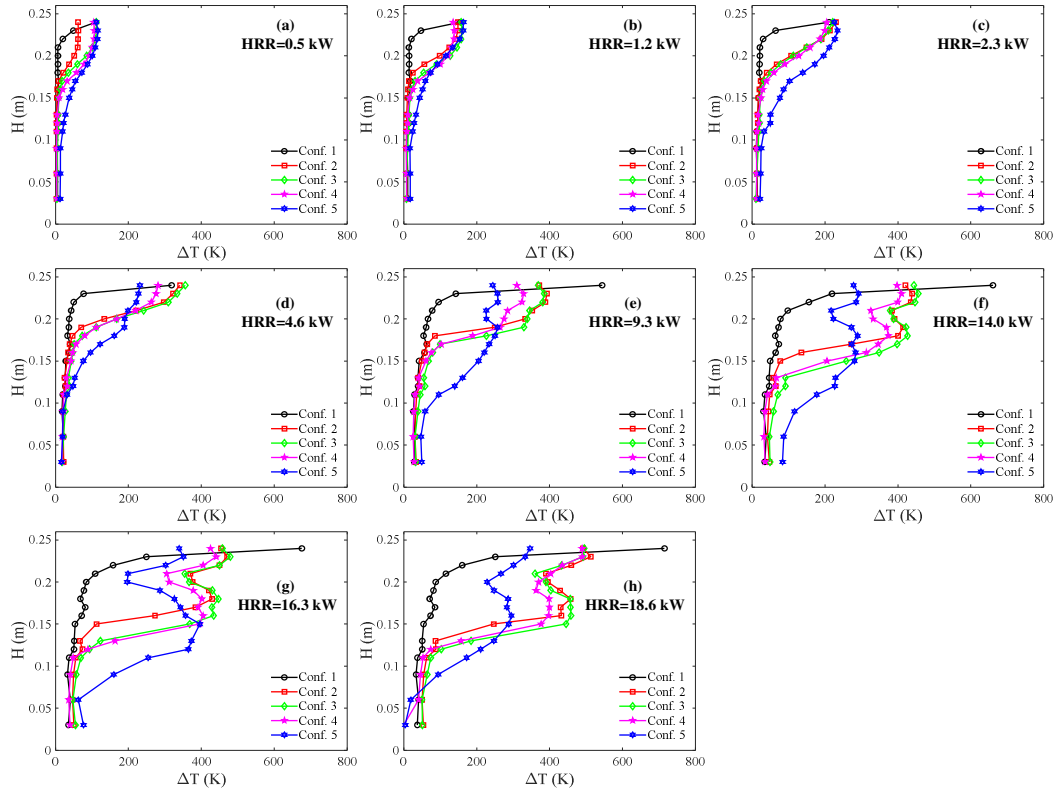 (a)
HRR=0.5 kW
Conf. 1
Conf. 2
Conf. 3
Conf. 4
Conf. 5
0.25
0.2
0.15
0.1
0.05
0
H (m)
0 200 400 600 800
ΔT (K)
(b)
HRR=1.2 kW
Conf. 1
Conf. 2
Conf. 3
Conf. 4
Conf. 5
0.25
0.2
0.15
0.1
0.05
0
H (m)
0 200 400 600 800
ΔT (K)
(c)
HRR=2.3 kW
Conf. 1
Conf. 2
Conf. 3
Conf. 4
Conf. 5
0.25
0.2
0.15
0.1
0.05
0
H (m)
0 200 400 600 800
ΔT (K)
(d)
HRR=4.6 kW
Conf. 1
Conf. 2
Conf. 3
Conf. 4
Conf. 5
0.25
0.2
0.15
0.1
0.05
0
H (m)
0 200 400 600 800
ΔT (K)
(e)
HRR=9.3 kW
Conf. 1
Conf. 2
Conf. 3
Conf. 4
Conf. 5
0.25
0.2
0.15
0.1
0.05
0
H (m)
0 200 400 600 800
ΔT (K)
(f)
HRR=14.0 kW
Conf. 1
Conf. 2
Conf. 3
Conf. 4
Conf. 5
0.25
0.2
0.15
0.1
0.05
0
H (m)
0 200 400 600 800
ΔT (K)
(g)
HRR=16.3 kW
Conf. 1
Conf. 2
Conf. 3
Conf. 4
Conf. 5
0.25
0.2
0.15
0.1
0.05
0
H (m)
0 200 400 600 800
ΔT (K)
(h)
HRR=18.6 kW
Conf. 1
Conf. 2
Conf. 3
Conf. 4
Conf. 5
0.25
0.2
0.15
0.1
0.05
0
H (m)
0 200 400 600 800
ΔT (K)